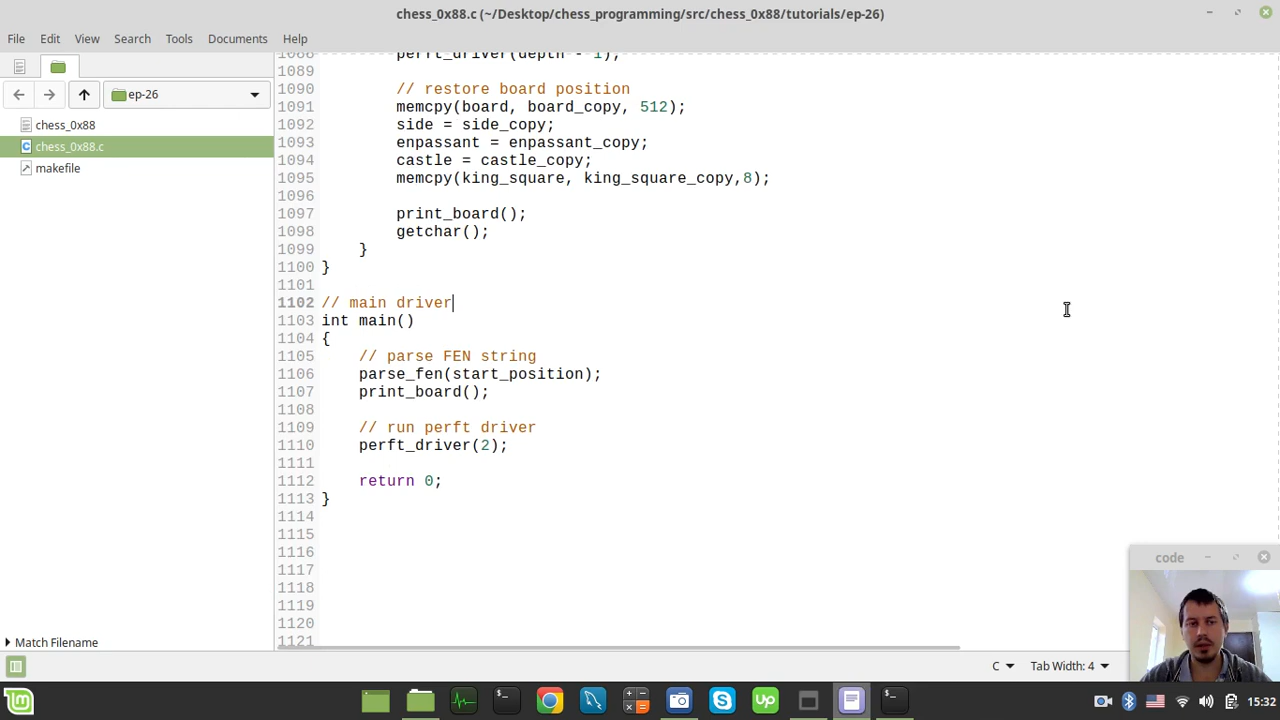 chess_0x88.c (~/Desktop/chess_programming/src/chess_0x88/tutorials/ep-26)
File Edit View Search Tools Documents Help
ep-26
chess_0x88
chess_0x88.c
makefile
1088 perft_driver(depth - 1);
1089
1090 // restore board position
1091 memcpy(board, board_copy, 512);
1092 side = side_copy;
1093 enpassant = enpassant_copy;
1094 castle = castle_copy;
1095 memcpy(king_square, king_square_copy,8);
1096
1097 print_board();
1098 getchar();
1099 }
1100 }
1101
1102 // main driver
1103 int main()
1104 {
1105 // parse FEN string
1106 parse_fen(start_position);
1107 print_board();
1108
1109 // run perft driver
1110 perft_driver(2);
1111
1112 return 0;
1113 }
1114
1115
1116
1117
1118
1119
1120
1121
code
Match Filename
C Tab Width: 4
15:32